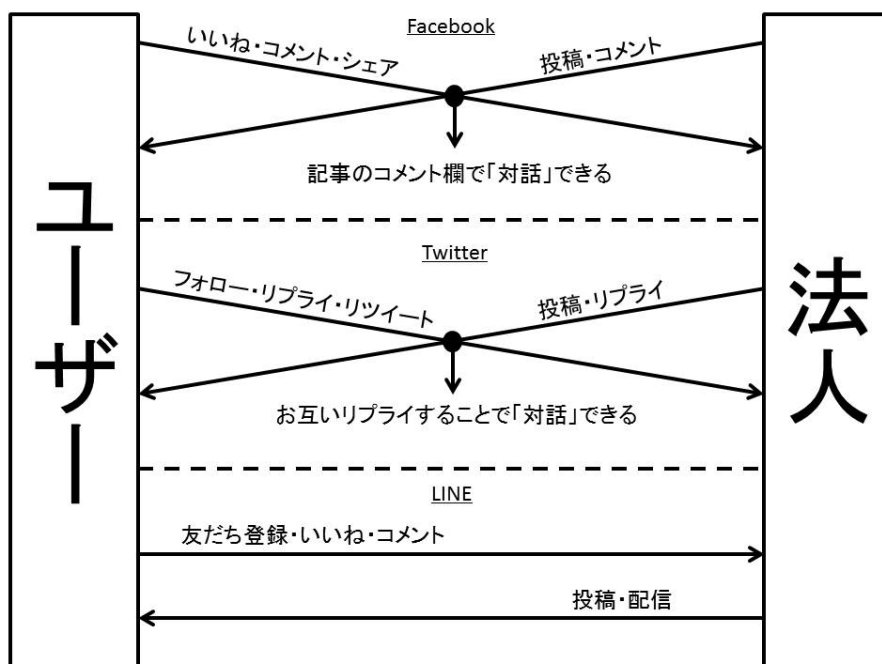 Facebook
いいね・コメント・シェア
投稿・コメント
記事のコメント欄で「対話」できる
ユーザー
法人
Twitter
フォロー・リプライ・リツイート
投稿・リプライ
お互いリプライすることで「対話」できる
LINE
友だち登録・いいね・コメント
投稿・配信